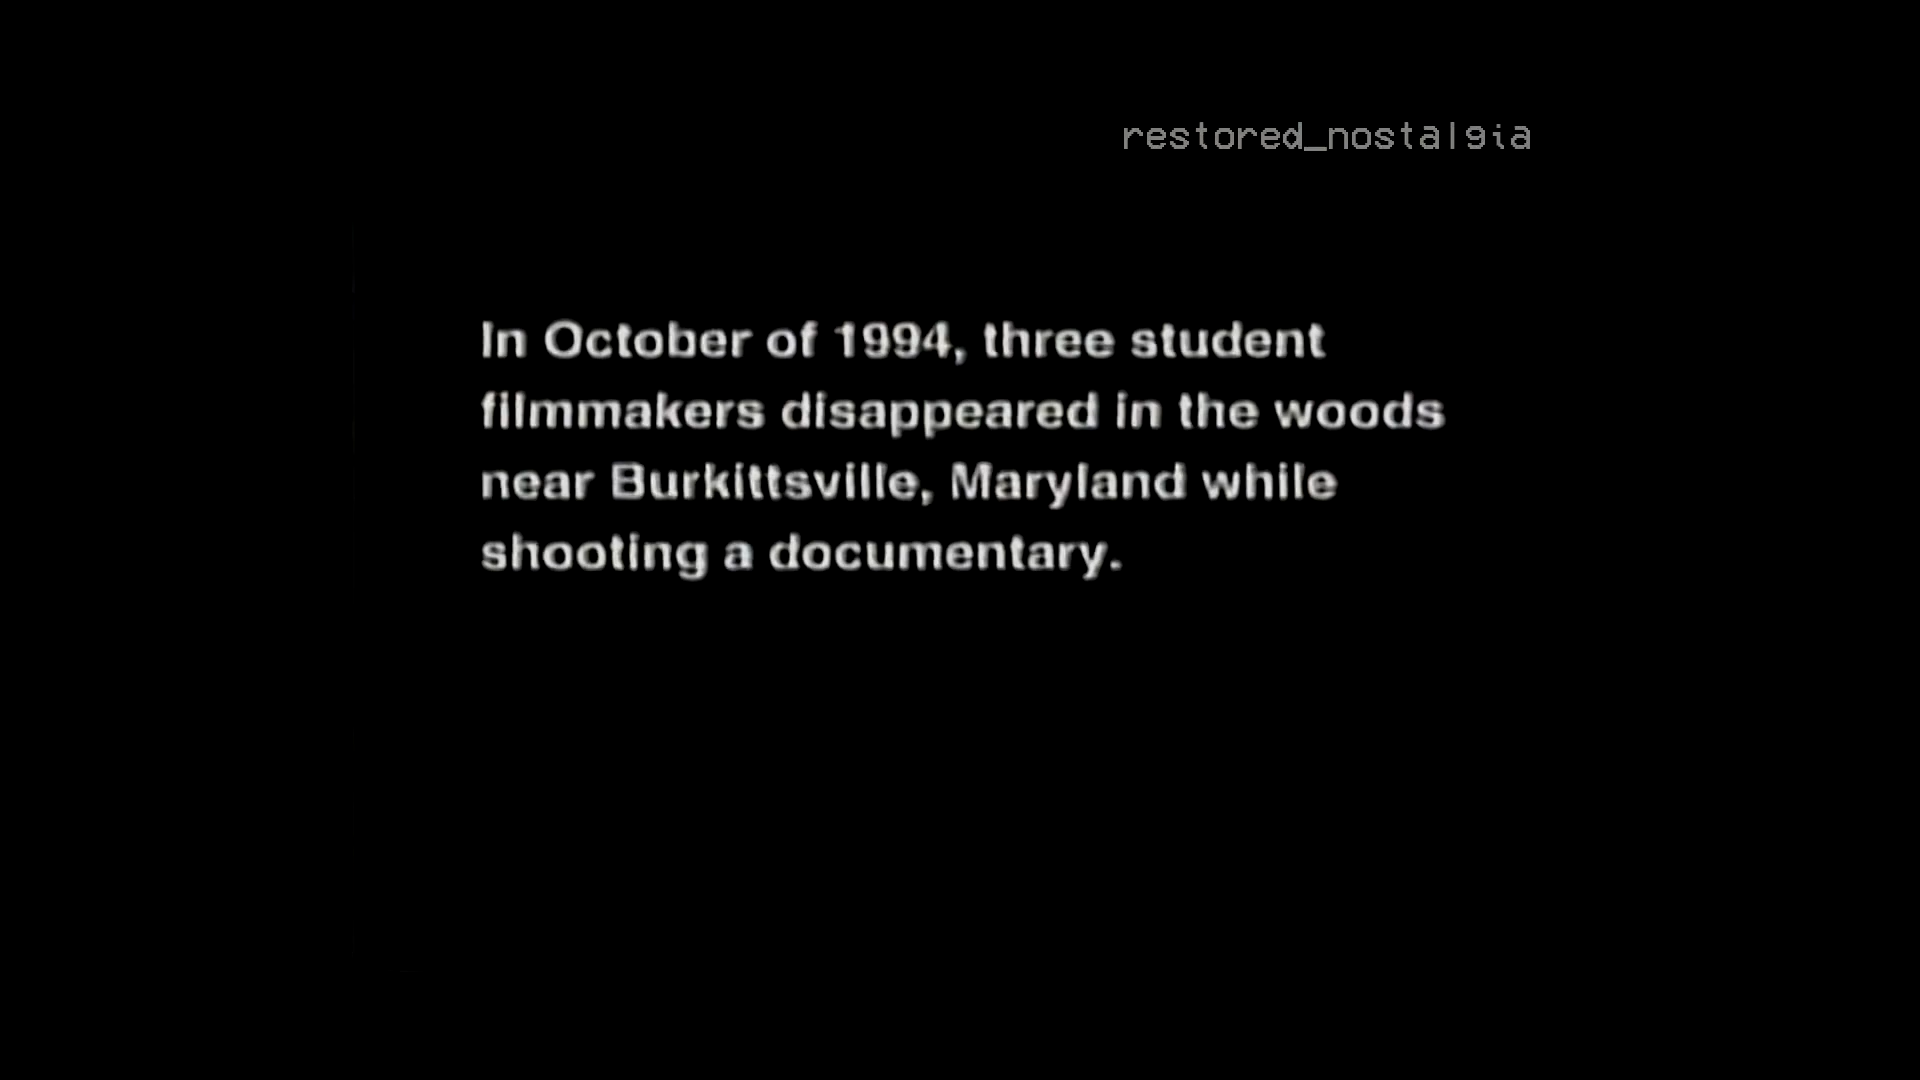 restored_nostalgia
In October of 1994, three student
filmmakers disappeared in the woods
near Burkittsville, Maryland while
shooting a documentary.